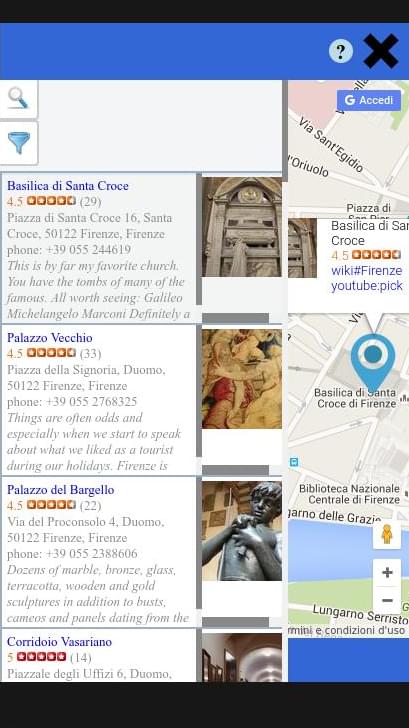 ?
G Accedi
Via Sant'Egidio
l'Oriuolo
Piazza di
San Pier
Basilica di Santa Croce
4.5 (29)
Piazza di Santa Croce 16, Santa
Croce, 50122 Firenze, Firenze
phone: +39 055 244619
This is by far my favorite church.
You have the tombs of many of the
famous. All worth seeing: Galileo
Michelangelo Marconi Definitely a
Palazzo Vecchio
4.5 (33)
Piazza della Signoria, Duomo,
50122 Firenze, Firenze
phone: +39 055 2768325
Things are often odds and
especially when we start to speak
about what we liked as a tourist
during our holidays. Firenze is
Palazzo del Bargello
4.5 (22)
Via del Proconsolo 4, Duomo,
50122 Firenze, Firenze
phone: +39 055 2388606
Dozens of marble, bronze, glass,
terracotta, wooden and gold
sculptures in addition to busts,
cameos and panels dating from the
Corridoio Vasariano
5 (14)
Piazzale degli Uffizi 6, Duomo,
Basilica di San
Croce
4.5
wiki#Firenze
youtube:pick
Basilica di Santa
Croce di Firenze
Biblioteca Nazionale
Centrale di Firenze
garno delle Grazie
+
−
Lungarno Serristo
rmini e condizioni d'uso